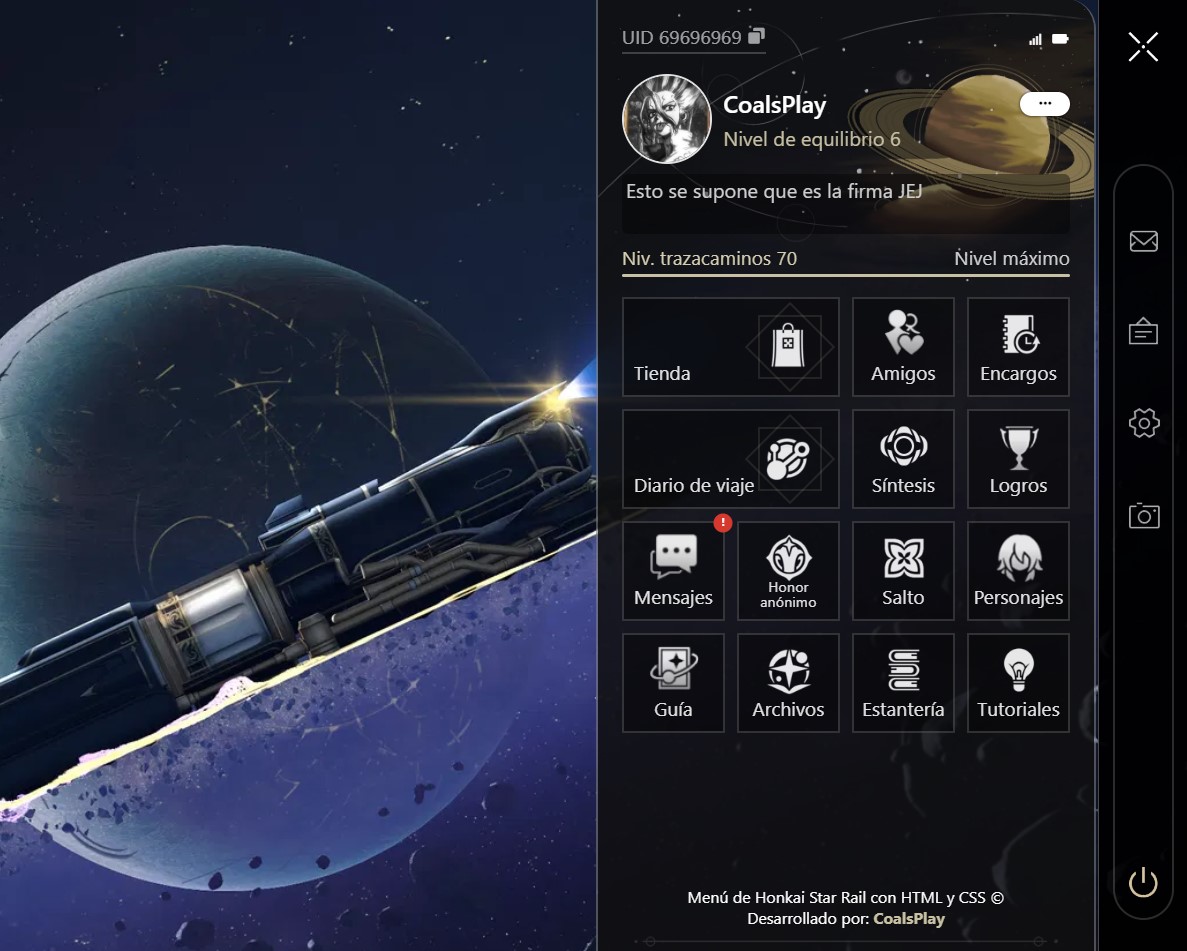 UID 69696969
CoalsPlay
Nivel de equilibrio 6
Esto se supone que es la firma JEJ
Niv. trazacaminos 70 Nivel máximo
Tienda
Amigos
Encargos
Diario de viaje
Síntesis
Logros
Mensajes
Honor
anónimo
Salto
Personajes
Guía
Archivos
Estantería
Tutoriales
Menú de Honkai Star Rail con HTML y CSS ©
Desarrollado por: CoalsPlay